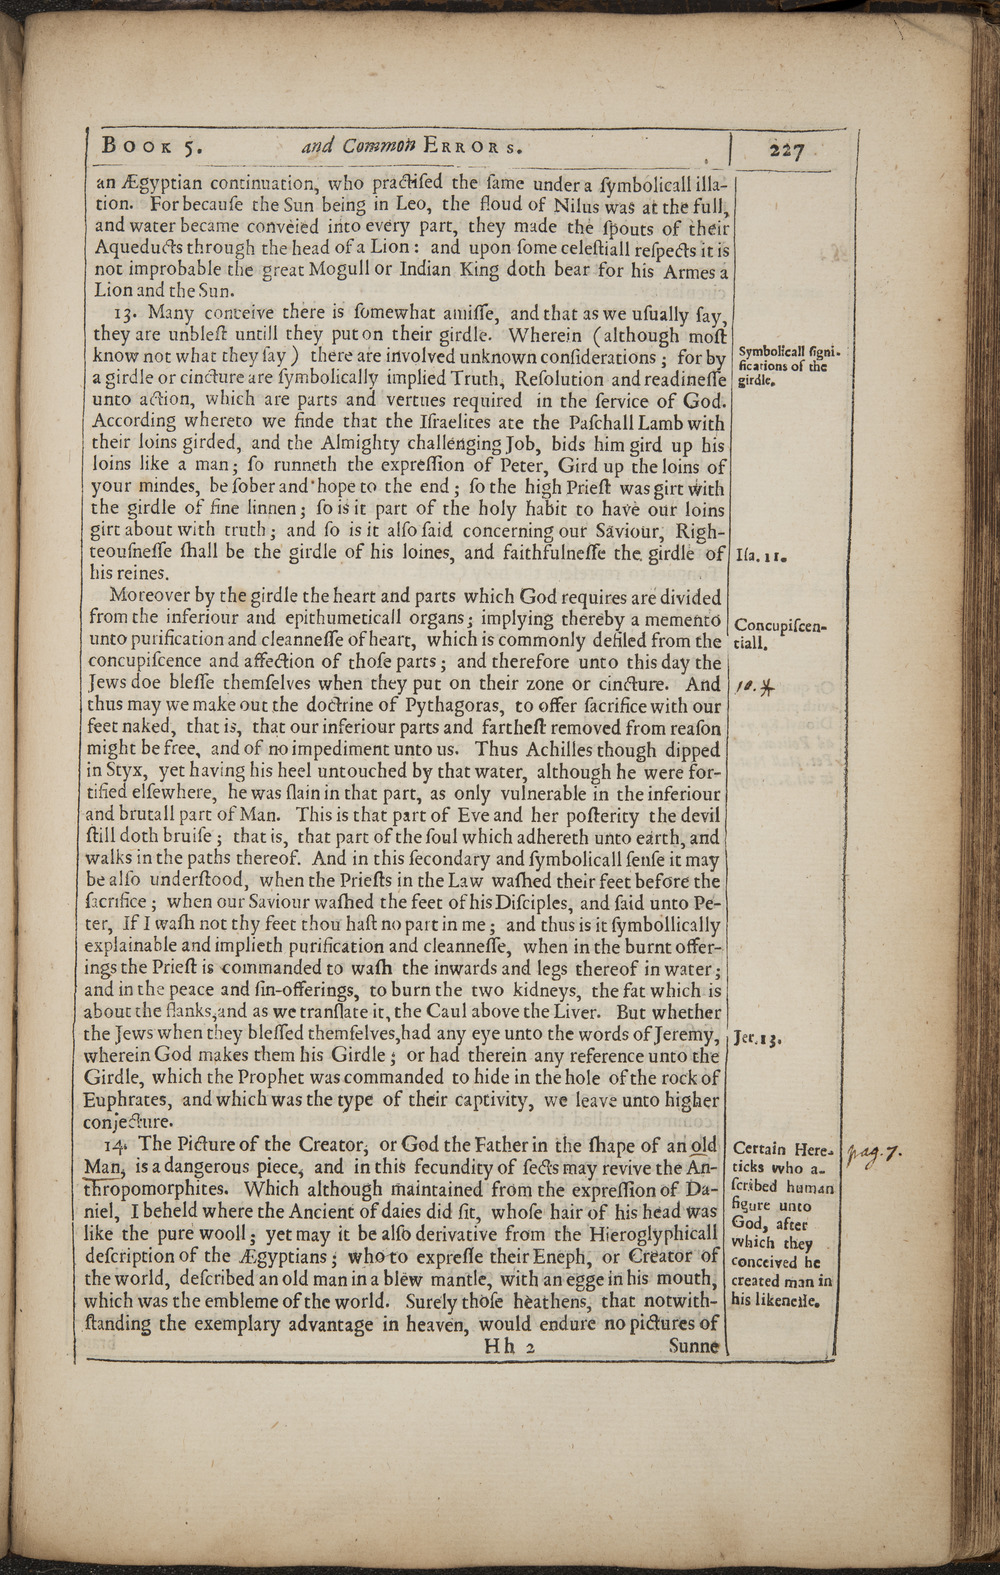 BOOK 5. and Common ERRORS. 227
an Ægyptian continuation, who practiſed the ſame under a ſymbolicall illa-
tion. For becauſe the Sun being in Leo, the floud of Nilus was at the full,
and water became conveied into every part, they made the ſpouts of their
Aqueducts through the head of a Lion: and upon ſome celeſtiall reſpects it is
not improbable the great Mogull or Indian King doth bear for his Armes a
Lion and the Sun.
13. Many conceive there is ſomewhat amiſſe, and that as we uſually ſay,
they are unbleſt untill they put on their girdle. Wherein (although moſt
know not what they ſay) there are involved unknown conſiderations; for by
a girdle or cincture are ſymbolically implied Truth, Reſolution and readineſſe
unto action, which are parts and vertues required in the ſervice of God.
According whereto we finde that the Iſraelites ate the Paſchall Lamb with
their loins girded, and the Almighty challenging Job, bids him gird up his
loins like a man; ſo runneth the expreſſion of Peter, Gird up the loins of
your mindes, be ſober and hope to the end; ſo the high Prieſt was girt with
the girdle of fine linnen; ſo is it part of the holy habit to have our loins
girt about with truth; and ſo is it alſo ſaid concerning our Saviour, Righ-
teouſneſſe ſhall be the girdle of his loines, and faithfulneſſe the girdle of
his reines.
Moreover by the girdle the heart and parts which God requires are divided
from the inferiour and epithumeticall organs; implying thereby a memento
unto purification and cleanneſſe of heart, which is commonly defiled from the
concupiſcence and affection of thoſe parts; and therefore unto this day the
Jews doe bleſſe themſelves when they put on their zone or cincture. And
thus may we make out the doctrine of Pythagoras, to offer ſacrifice with our
feet naked, that is, that our inferiour parts and fartheſt removed from reaſon
might be free, and of no impediment unto us. Thus Achilles though dipped
in Styx, yet having his heel untouched by that water, although he were for-
tified elſewhere, he was ſlain in that part, as only vulnerable in the inferiour
and brutall part of Man. This is that part of Eve and her poſterity the devil
ſtill doth bruiſe; that is, that part of the ſoul which adhereth unto earth, and
walks in the paths thereof. And in this ſecondary and ſymbolicall ſenſe it may
be alſo underſtood, when the Prieſts in the Law waſhed their feet before the
ſacrifice; when our Saviour waſhed the feet of his Diſciples, and ſaid unto Pe-
ter, If I waſh not thy feet thou haſt no part in me; and thus is it ſymbollically
explainable and implieth purification and cleanneſſe, when in the burnt offer-
ings the Prieſt is commanded to waſh the inwards and legs thereof in water;
and in the peace and ſin-offerings, to burn the two kidneys, the fat which is
about the flanks,and as we tranſlate it, the Caul above the Liver. But whether
the Jews when they bleſſed themſelves,had any eye unto the words of Jeremy,
wherein God makes them his Girdle; or had therein any reference unto the
Girdle, which the Prophet was commanded to hide in the hole of the rock of
Euphrates, and which was the type of their captivity, we leave unto higher
conjecture.
14. The Picture of the Creator, or God the Father in the ſhape of an old
Man, is a dangerous piece, and in this fecundity of ſects may revive the An-
thropomorphites. Which although maintained from the expreſſion of Da-
niel, I beheld where the Ancient of daies did ſit, whoſe hair of his head was
like the pure wooll; yet may it be alſo derivative from the Hieroglyphicall
deſcription of the Ægyptians; who to expreſſe their Eneph, or Creator of
the world, deſcribed an old man in a blew mantle, with an egge in his mouth,
which was the embleme of the world. Surely thoſe heathens, that notwith-
ſtanding the exemplary advantage in heaven, would endure no pictures of
Hh 2 Sunne
Symbolicall ſigni-
fications of the
girdle.
Iſa. 11.
Concupiſcen-
tiall.
10. *
Jer.13.
Certain Here-
ticks who a-
ſcribed human
figure unto
God, after
which they
conceived he
created man in
his likeneſſe.
pag. 7.